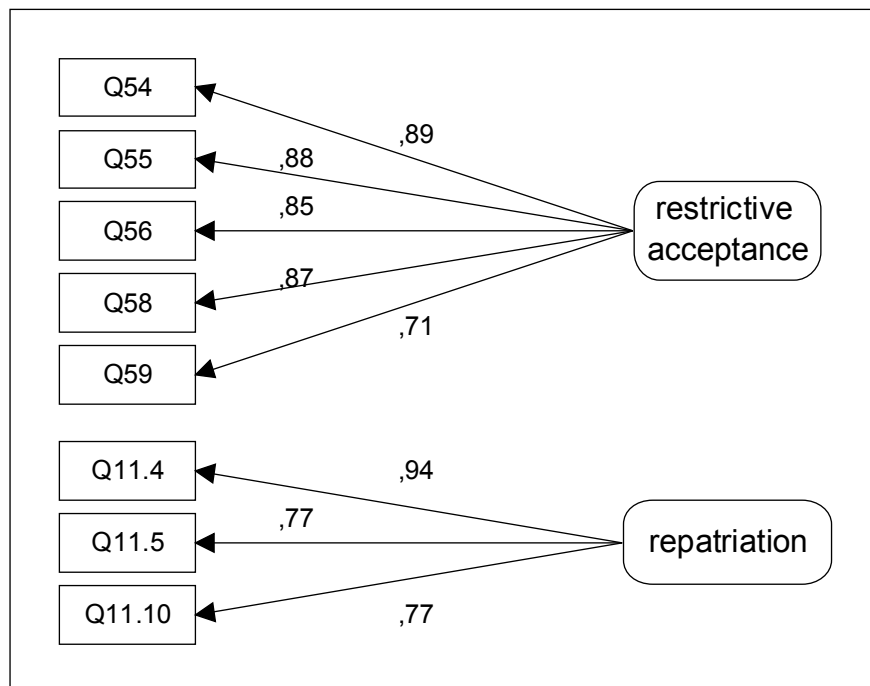 Q54
,89
Q55
,88
Q56
,85
restrictive
acceptance
Q58
,87
Q59
,71
Q11.4
,94
Q11.5
,77
repatriation
Q11.10
,77